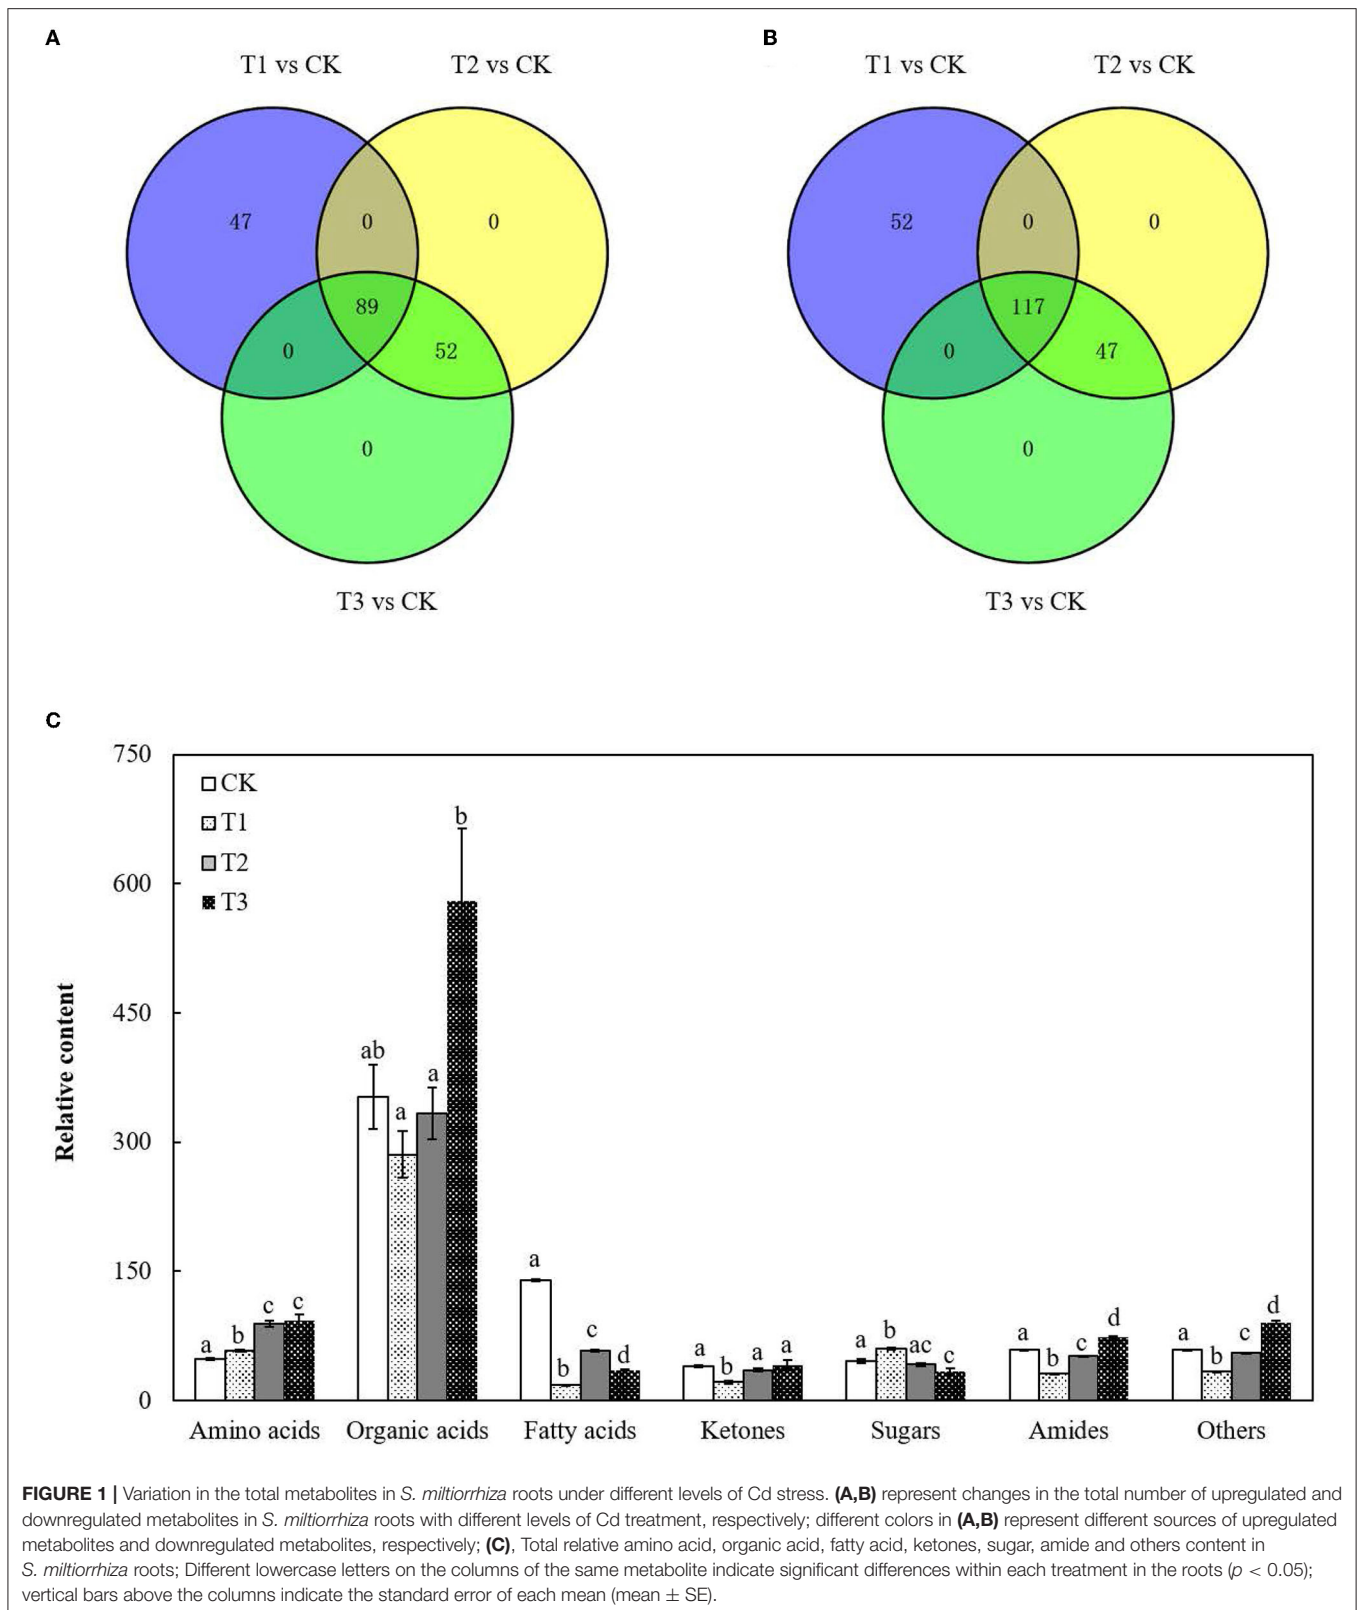 A
B
T1 vs CK
T2 vs CK
T1 vs CK
T2 vs CK
47
0
0
52
0
0
89
117
0
52
0
47
0
0
T3 vs CK
T3 vs CK
C
750
600
450
300
150
0
Relative content
CK
T1
T2
T3
a
b
c
c
ab
a
a
b
a
b
c
d
a
b
a
a
a
b
ac
c
a
b
c
d
a
b
c
d
Amino acids
Organic acids
Fatty acids
Ketones
Sugars
Amides
Others
FIGURE 1 | Variation in the total metabolites in S. miltiorrhiza roots under different levels of Cd stress. (A,B) represent changes in the total number of upregulated and
downregulated metabolites in S. miltiorrhiza roots with different levels of Cd treatment, respectively; different colors in (A,B) represent different sources of upregulated
metabolites and downregulated metabolites, respectively; (C), Total relative amino acid, organic acid, fatty acid, ketones, sugar, amide and others content in
S. miltiorrhiza roots; Different lowercase letters on the columns of the same metabolite indicate significant differences within each treatment in the roots (p < 0.05);
vertical bars above the columns indicate the standard error of each mean (mean ± SE).